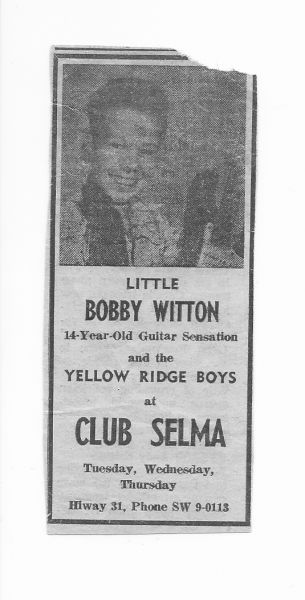 LITTLE
BOBBY WITTON
14-Year-Old Guitar Sensation
and the
YELLOW RIDGE BOYS
at
CLUB SELMA
Tuesday, Wednesday,
Thursday
Hiway 31, Phone SW 9-0113